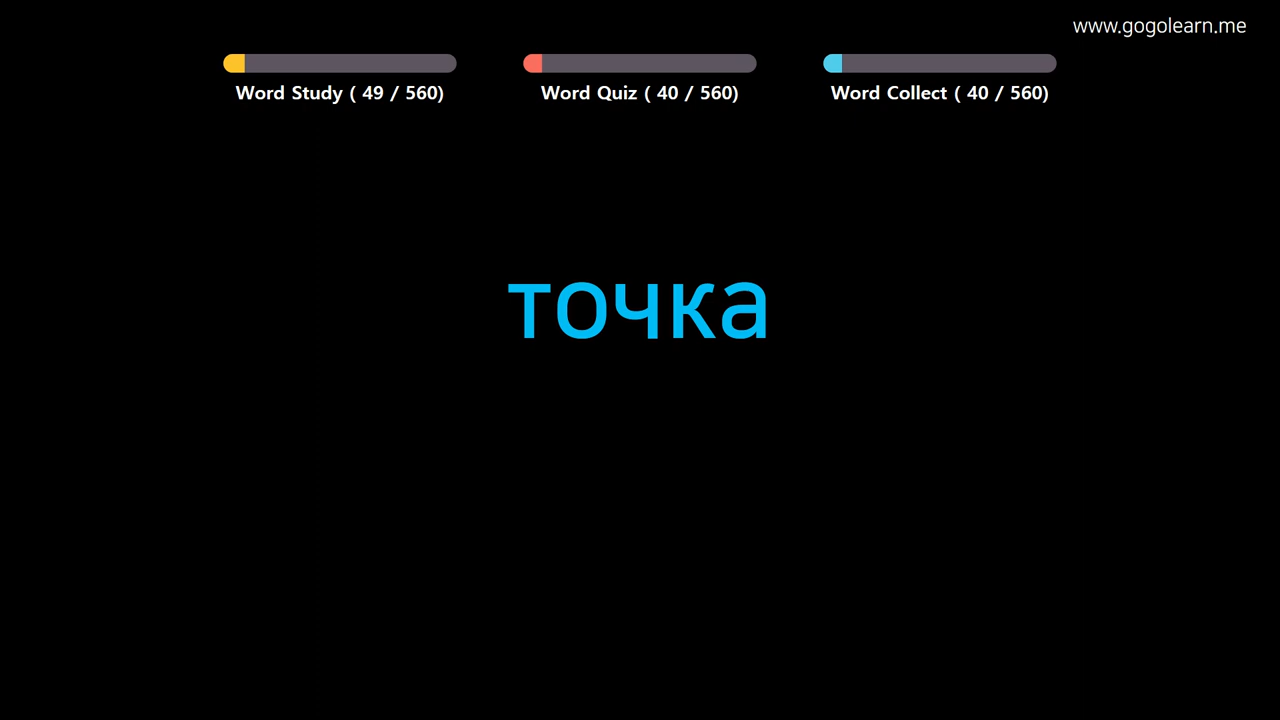 www.gogolearn.me
Word Study ( 49 / 560)
Word Quiz ( 40 / 560)
Word Collect ( 40 / 560)
точка